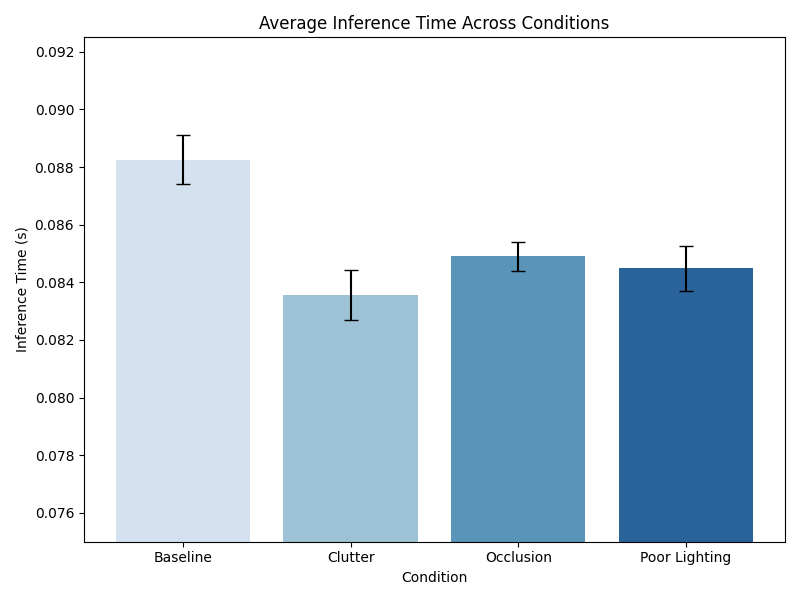 Average Inference Time Across Conditions
0.092
0.090
0.088
0.086
0.084
0.082
0.080
0.078
0.076
Inference Time (s)
Baseline
Clutter
Occlusion
Poor Lighting
Condition